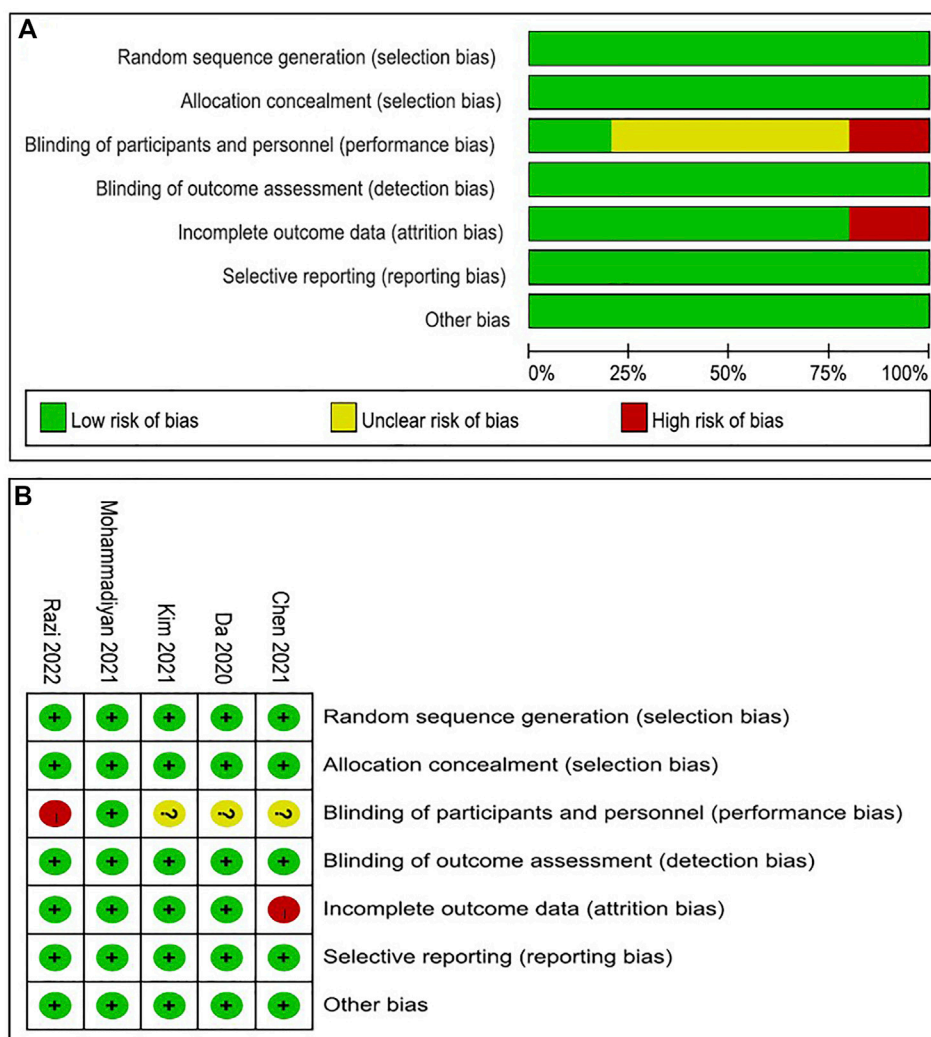 A
Random sequence generation (selection bias)
Allocation concealment (selection bias)
Blinding of participants and personnel (performance bias)
Blinding of outcome assessment (detection bias)
Incomplete outcome data (attrition bias)
Selective reporting (reporting bias)
Other bias
0% 25% 50% 75% 100%
Low risk of bias Unclear risk of bias High risk of bias
B
Razi 2022
Mohammadiyan 2021
Kim 2021
Da 2020
Chen 2021
+ + + + + Random sequence generation (selection bias)
+ + + + + Allocation concealment (selection bias)
- + ? ? ? Blinding of participants and personnel (performance bias)
+ + + + + Blinding of outcome assessment (detection bias)
+ + + + - Incomplete outcome data (attrition bias)
+ + + + + Selective reporting (reporting bias)
+ + + + + Other bias